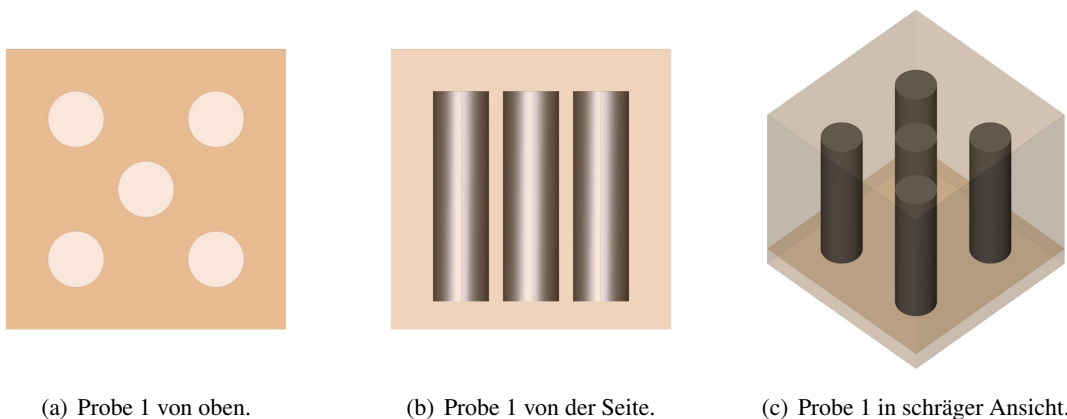 (a) Probe 1 von oben.
(b) Probe 1 von der Seite.
(c) Probe 1 in schräger Ansicht.